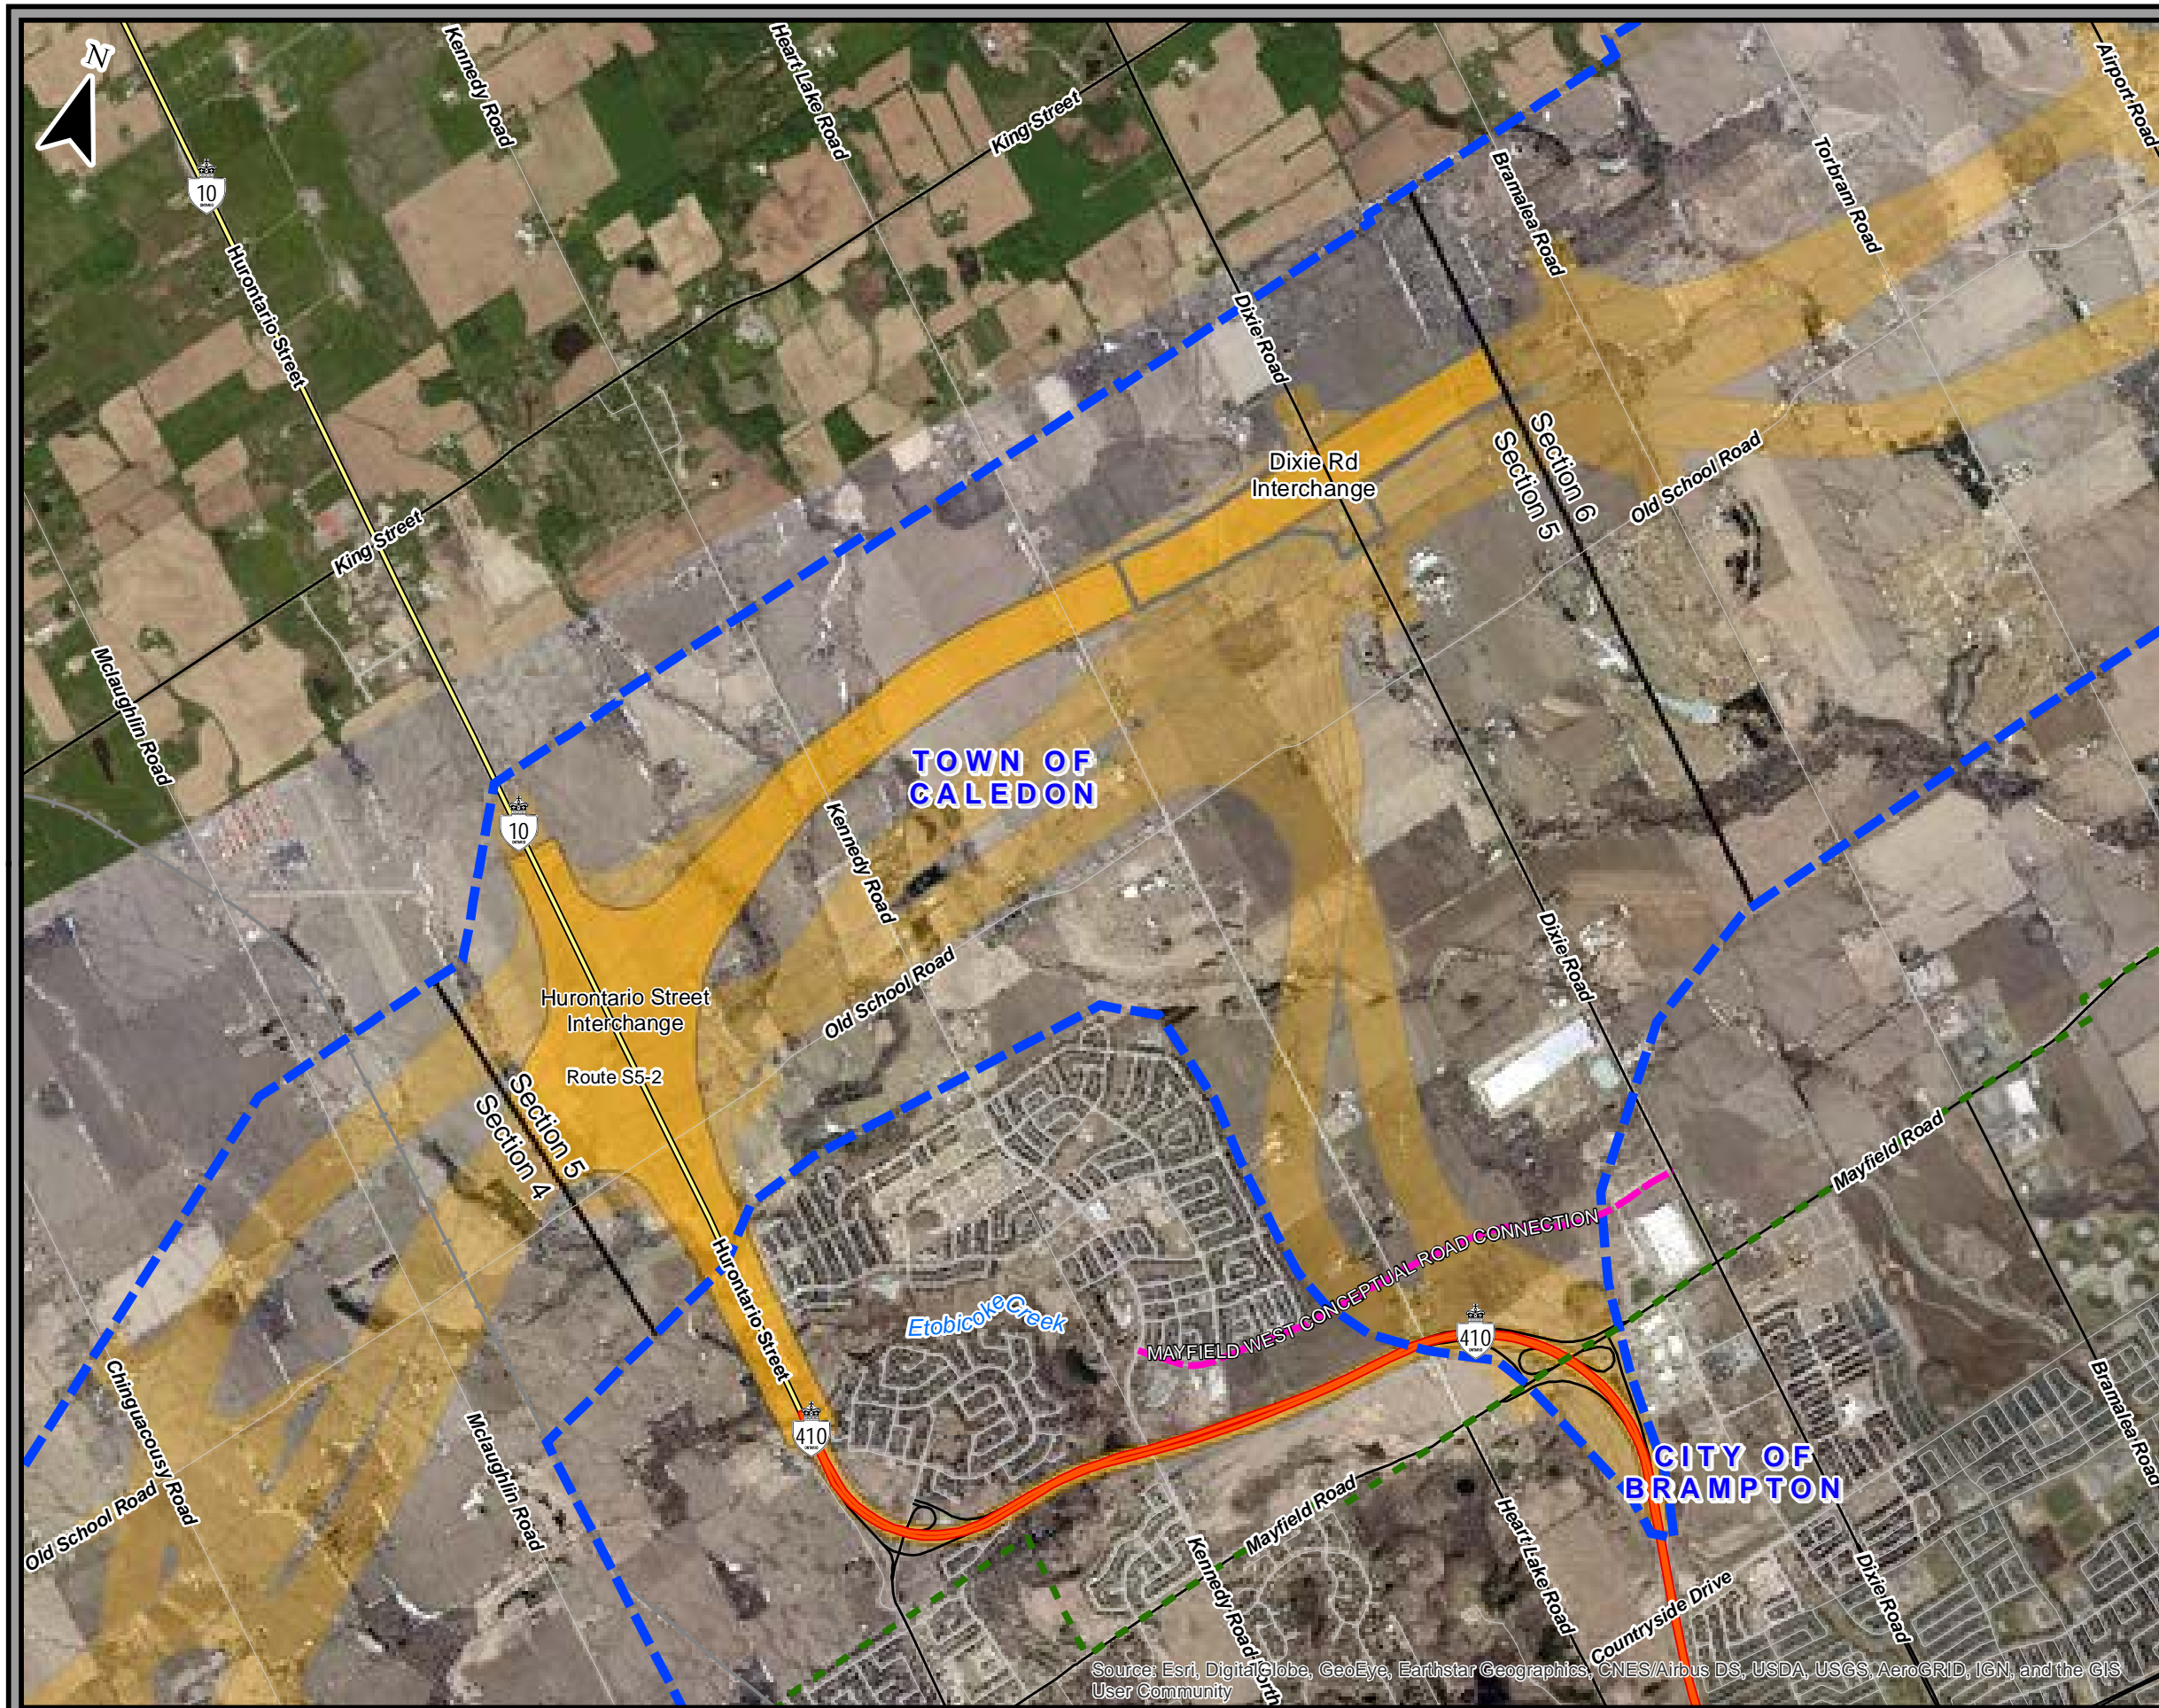 N
Kennedy Road
Heart Lake Road
King Street
Airport Road
10
ONTARIO
Bramalea Road
Torbram Road
Hurontario Street
Dixie Road
King Street
Dixie Rd
Interchange
Section 6
Section 5
Old School Road
Mclaughlin Road
TOWN OF
CALEDON
10
ONTARIO
Kennedy Road
Dixie Road
Old School Road
Hurontario Street
Interchange
Route S5-2
Section 5
Section 4
Mayfield Road
Hurontario Street
Etobicoke Creek
MAYFIELD WEST CONCEPTUAL ROAD CONNECTION
410
ONTARIO
Chinguacousy Road
Mclaughlin Road
410
ONTARIO
Bramalea Road
CITY OF
BRAMPTON
Old School Road
Mayfield Road
Heart Lake Road
Kennedy Road North
Dixie Road
Countryside Drive
Source: Esri, DigitalGlobe, GeoEye, Earthstar Geographics, CNES/Airbus DS, USDA, USGS, AeroGRID, IGN, and the GIS
User Community